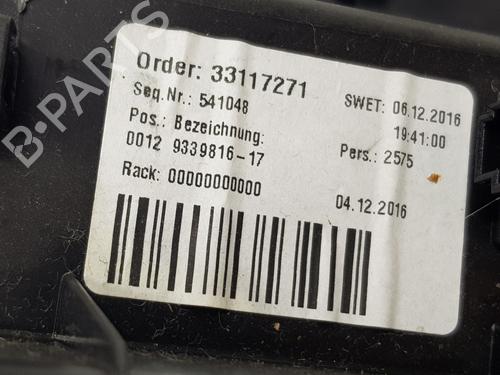 B-PARTS
Order: 33117271
Seq.Nr.: 541048
SWET: 06.12.2016
19:41:00
Pos.: Bezeichnung:
0012 9339816-17
Pers.: 2575
Rack: 00000000000
04.12.2016